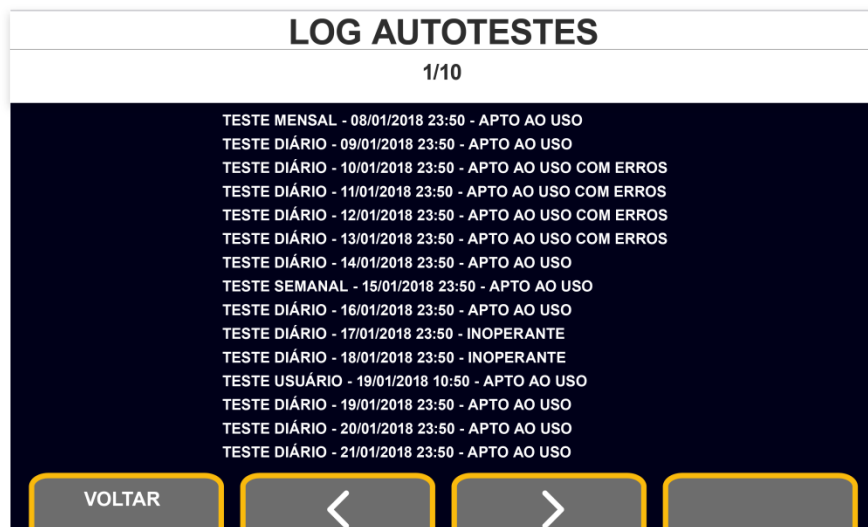 LOG AUTOTESTES
1/10
TESTE MENSAL - 08/01/2018 23:50 - APTO AO USO
TESTE DIÁRIO - 09/01/2018 23:50 - APTO AO USO
TESTE DIÁRIO - 10/01/2018 23:50 - APTO AO USO COM ERROS
TESTE DIÁRIO - 11/01/2018 23:50 - APTO AO USO COM ERROS
TESTE DIÁRIO - 12/01/2018 23:50 - APTO AO USO COM ERROS
TESTE DIÁRIO - 13/01/2018 23:50 - APTO AO USO COM ERROS
TESTE DIÁRIO - 14/01/2018 23:50 - APTO AO USO
TESTE SEMANAL - 15/01/2018 23:50 - APTO AO USO
TESTE DIÁRIO - 16/01/2018 23:50 - APTO AO USO
TESTE DIÁRIO - 17/01/2018 23:50 - INOPERANTE
TESTE DIÁRIO - 18/01/2018 23:50 - INOPERANTE
TESTE USUÁRIO - 19/01/2018 10:50 - APTO AO USO
TESTE DIÁRIO - 19/01/2018 23:50 - APTO AO USO
TESTE DIÁRIO - 20/01/2018 23:50 - APTO AO USO
TESTE DIÁRIO - 21/01/2018 23:50 - APTO AO USO
VOLTAR